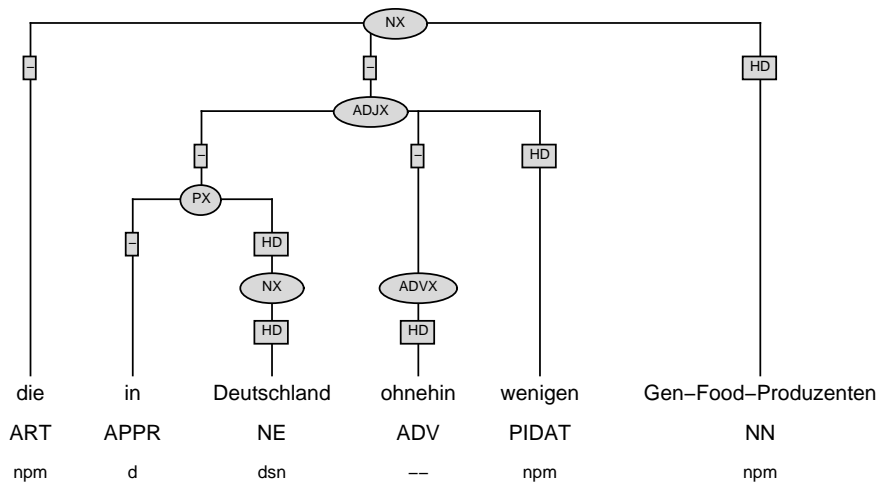 NX
– – HD
ADJX
– – HD
PX
– HD
NX ADVX
HD HD
die in Deutschland ohnehin wenigen Gen−Food−Produzenten
ART APPR NE ADV PIDAT NN
npm d dsn −− npm npm